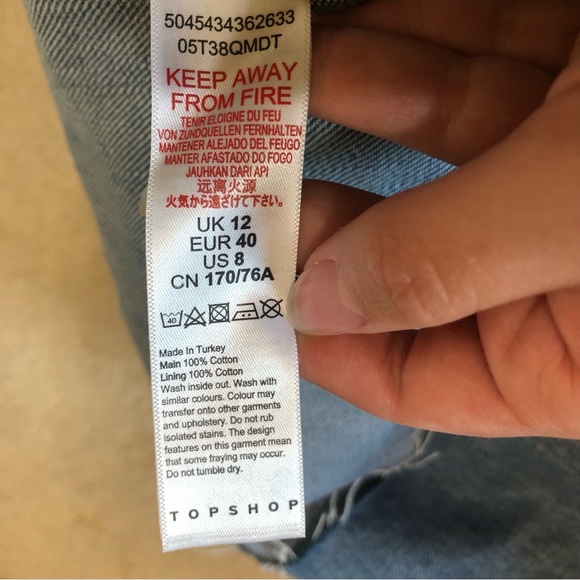 5045434362633
05T38QMDT
KEEP AWAY
FROM FIRE
TENIR ELOIGNE DU FEU
VON ZUNDQUELLEN FERNHALTEN
MANTENER ALEJADO DEL FEUGO
MANTER AFASTADO DO FOGO
JAUHKAN DARI API
远离火源
火気から遠ざけて下さい。
UK 12
EUR 40
US 8
CN 170/76A
40
Made In Turkey
Main 100% Cotton
Lining 100% Cotton
Wash inside out. Wash with
similar colours. Colour may
transfer onto other garments
and upholstery. Do not rub
isolated stains. The design
features on this garment mean
that some fraying may occur.
Do not tumble dry.
TOPSHOP